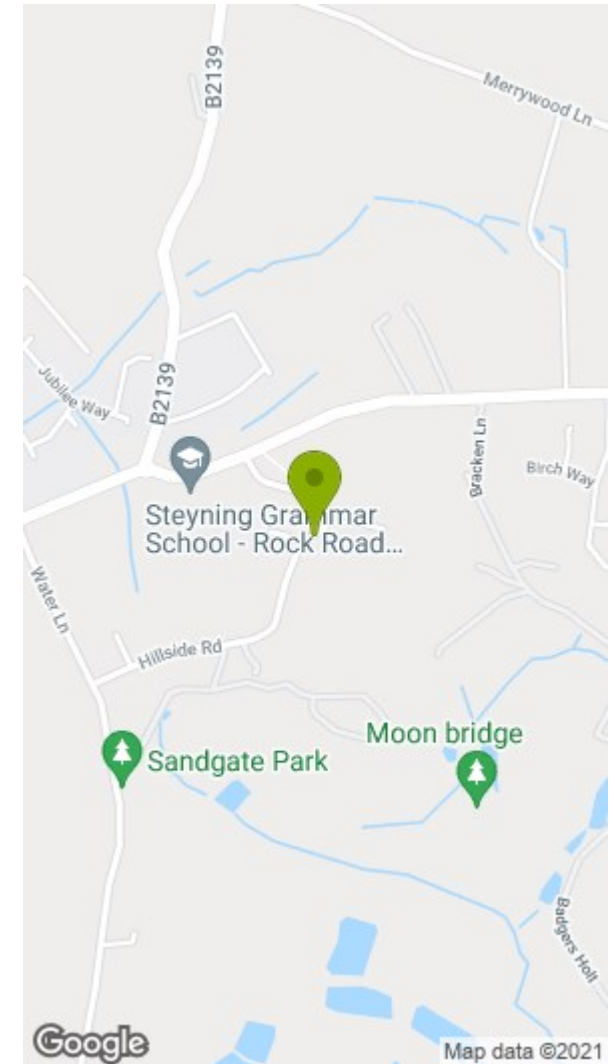 B2139
Merrywood Ln
Jubilee Way
B2139
Bracken Ln
Birch Way
Steyning Grammar
School - Rock Road...
Water Ln
Hillside Rd
Moon bridge
Sandgate Park
Badgers Holt
Google
Map data ©2021